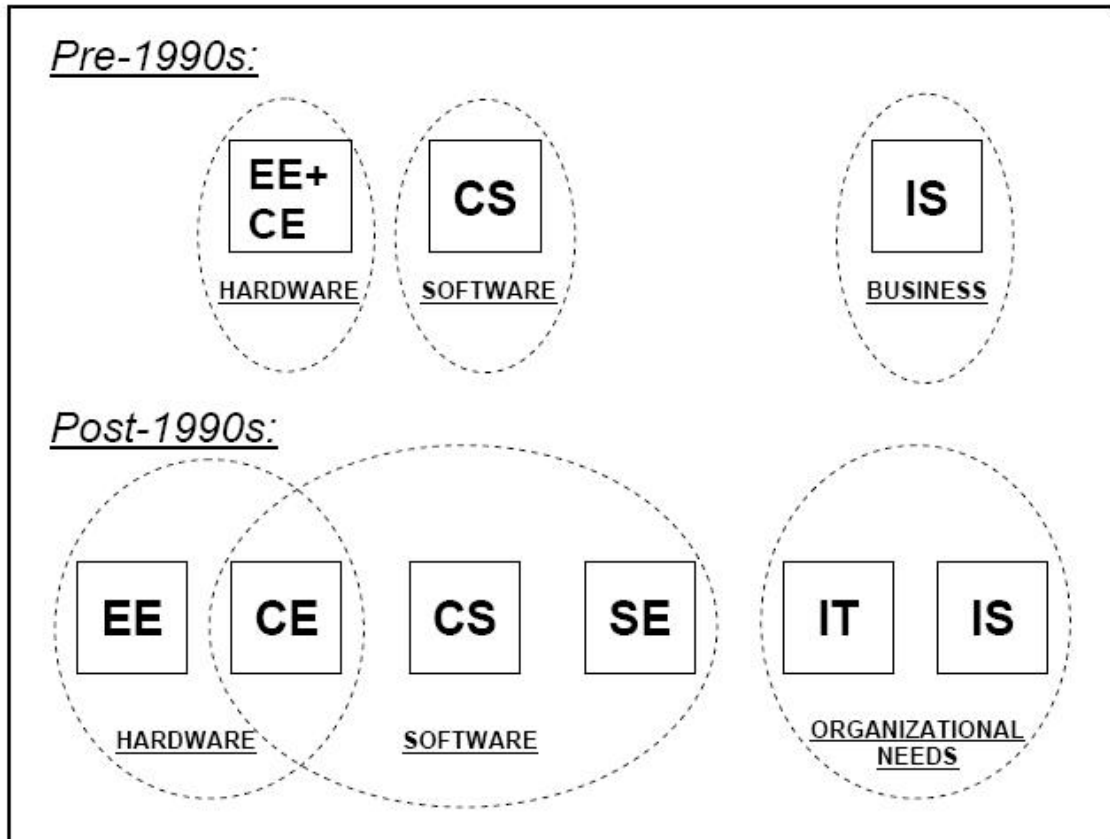 Pre-1990s:
EE+
CE
CS
IS
HARDWARE
SOFTWARE
BUSINESS
Post-1990s:
EE
CE
CS
SE
IT
IS
HARDWARE
SOFTWARE
ORGANIZATIONAL
NEEDS